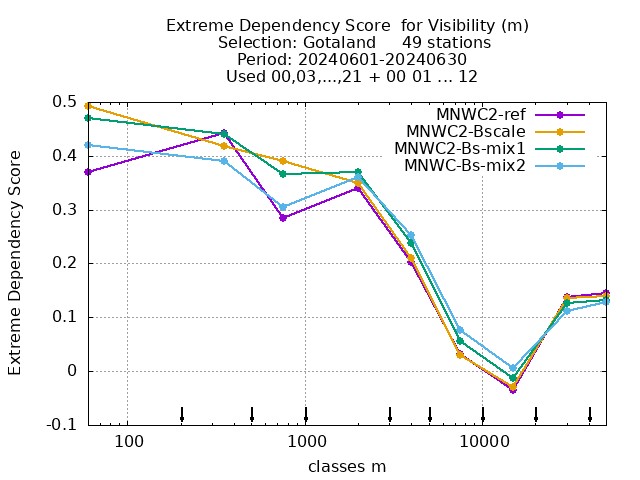 Extreme Dependency Score  for Visibility (m)
Selection: Gotaland     49 stations
Period: 20240601-20240630
Used 00,03,...,21 + 00 01 ... 12
MNWC2-ref
MNWC2-Bscale
MNWC2-Bs-mix1
MNWC-Bs-mix2
Extreme Dependency Score
0.5
0.4
0.3
0.2
0.1
0
-0.1
100 1000 10000
classes m